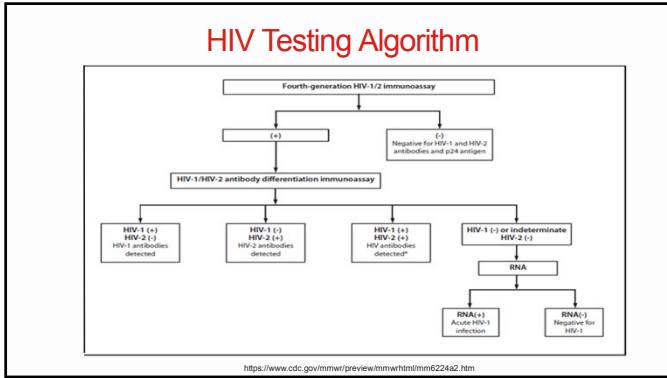 HIV Testing Algorithm
Fourth-generation HIV-1/2 immunoassay
(+)
(-)
Negative for HIV-1 and HIV-2
antibodies and p24 antigen
HIV-1/HIV-2 antibody differentiation immunoassay
HIV-1 (+)
HIV-2 (-)
HIV-1 antibodies
detected
HIV-1 (-)
HIV-2 (+)
HIV-2 antibodies
detected
HIV-1 (+)
HIV-2 (+)
HIV antibodies
detected*
HIV-1 (-) or indeterminate
HIV-2 (-)
RNA
RNA(+)
Acute HIV-1
infection
RNA(-)
Negative for
HIV-1
https://www.cdc.gov/mmwr/preview/mmwrhtml/mm6224a2.htm